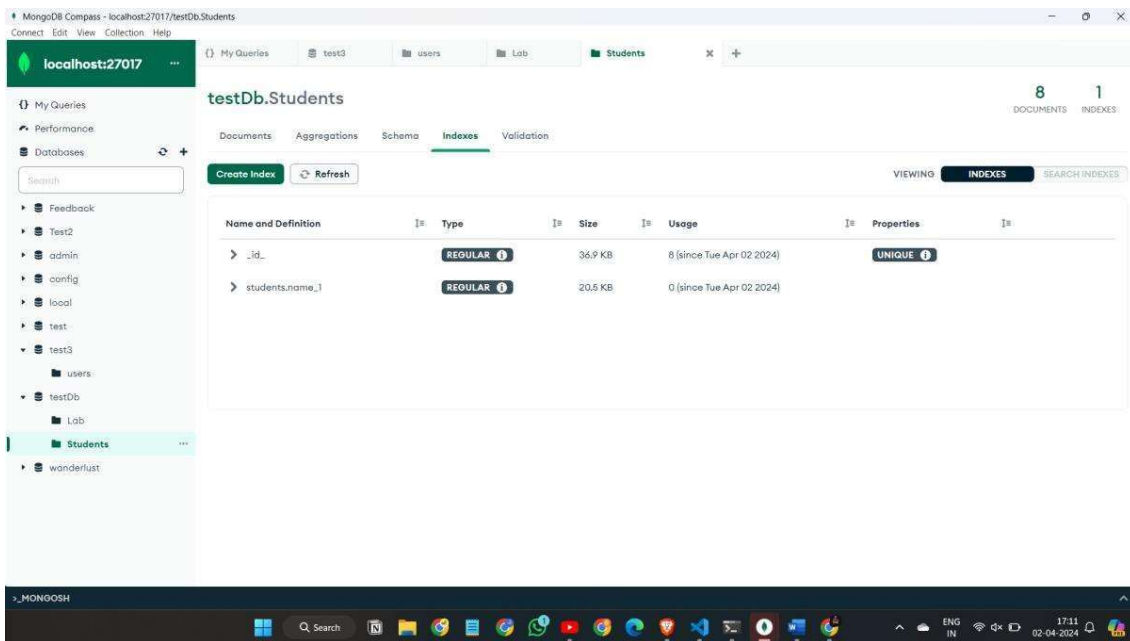 MongoDB Compass - localhost:27017/testDb.Students
Connect Edit View Collection Help
localhost:27017 ...
{} My Queries test3 users Lab Students
{} My Queries
Performance
Databases
Search
Feedback
Test2
admin
config
local
test
test3
users
testDb
Lab
Students ...
wanderlust
testDb.Students
8 1
DOCUMENTS INDEXES
Documents Aggregations Schema Indexes Validation
Create Index Refresh VIEWING INDEXES SEARCH INDEXES
Name and Definition Type Size Usage Properties
_id_ REGULAR 36.9 KB 8 (since Tue Apr 02 2024) UNIQUE
students.name_1 REGULAR 20.5 KB 0 (since Tue Apr 02 2024)
>_MONGOSH
Search ENG 17:11
IN 02-04-2024